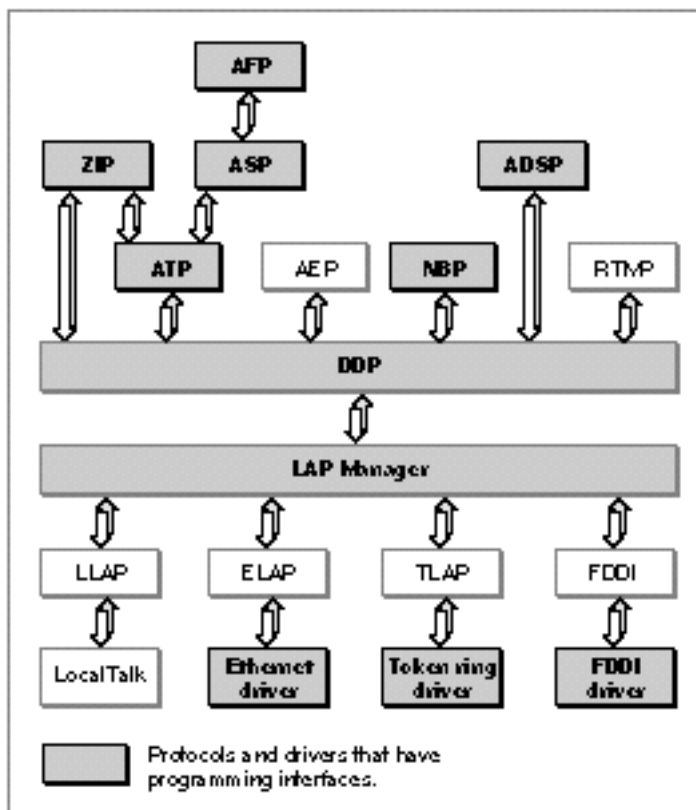 AFP
ZIP
ASP
ADSP
ATP
AEP
NBP
RTMP
DDP
LAP Manager
LLAP
ELAP
TLAP
FDDI
LocalTalk
Ethernet
driver
Token ring
driver
FDDI
driver
Protocols and drivers that have
programming interfaces.